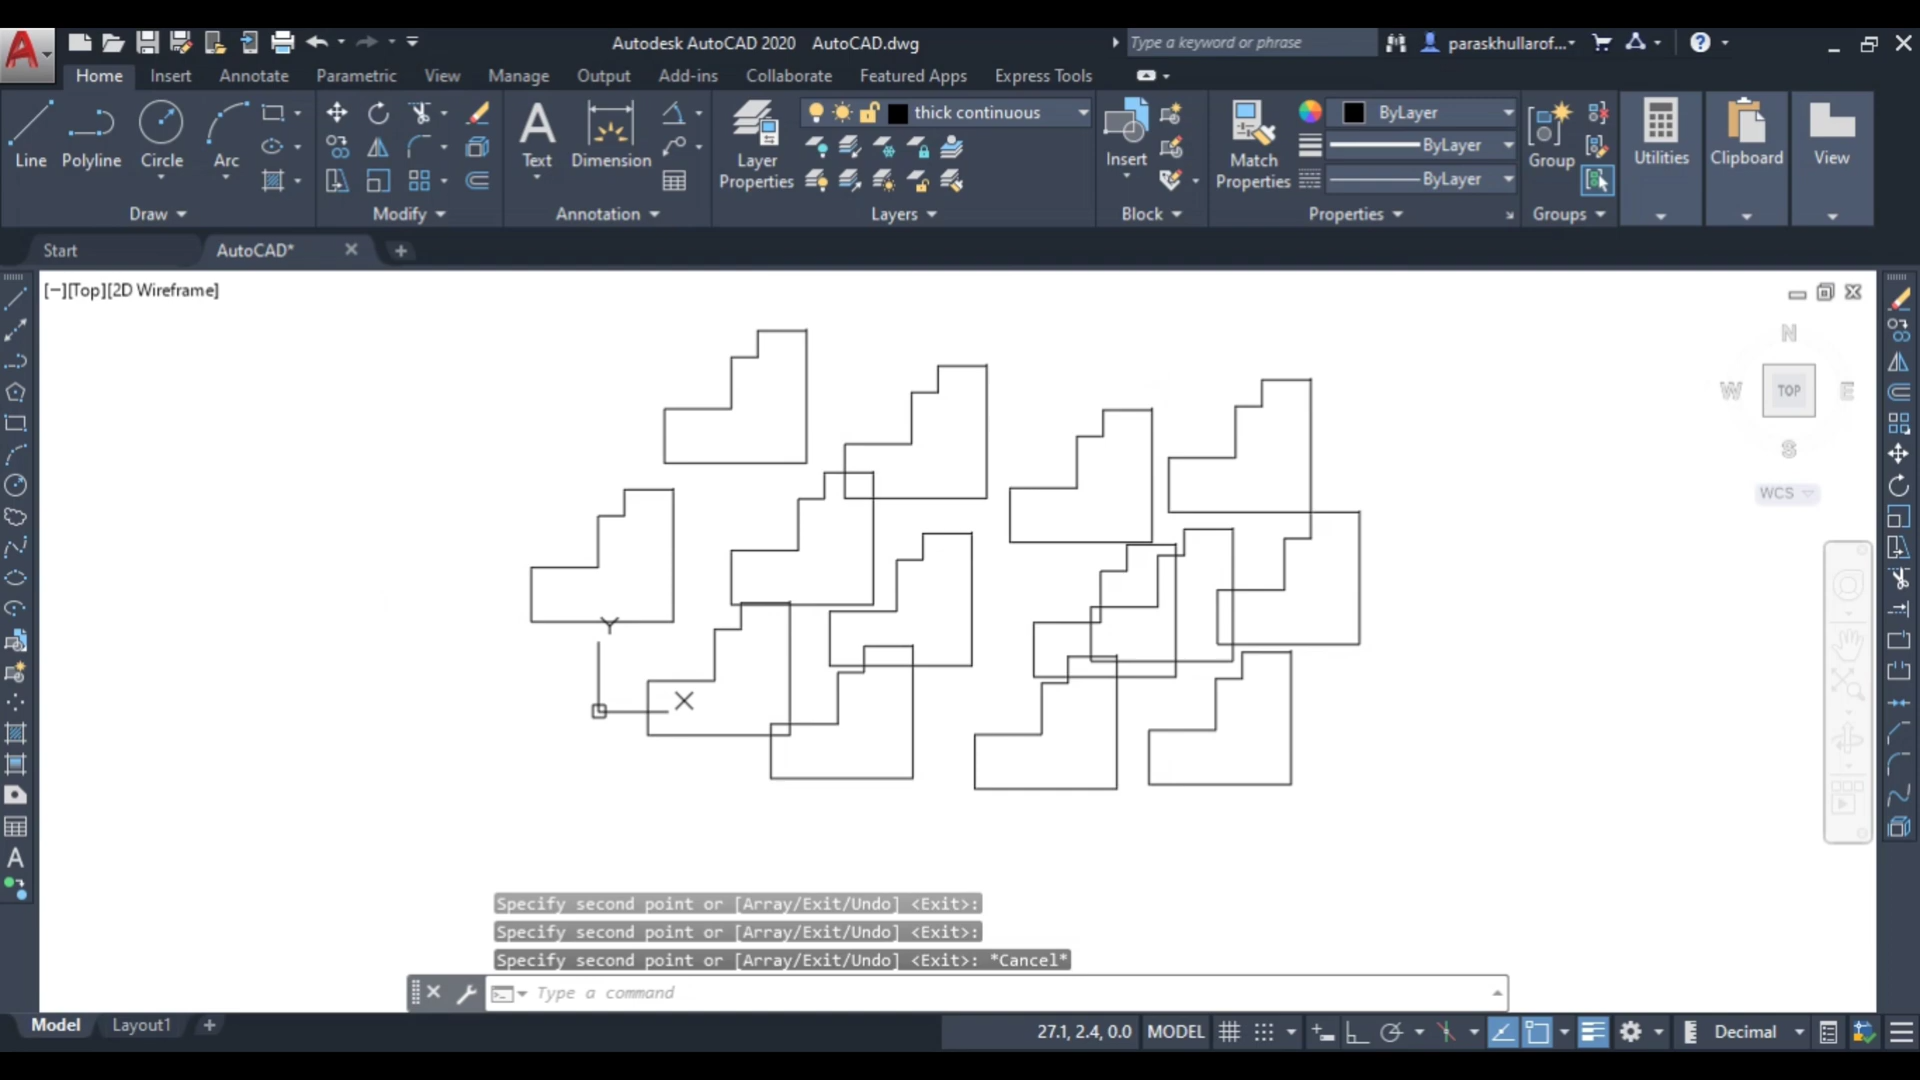 Autodesk AutoCAD 2020 AutoCAD.dwg
Type a keyword or phrase
paraskhullarof...
Home Insert Annotate Parametric View Manage Output Add-ins Collaborate Featured Apps Express Tools
Line Polyline Circle Arc
Draw
Modify
Text Dimension
Annotation
Layer Properties
thick continuous
Layers
Insert
Block
Match Properties
ByLayer
ByLayer
ByLayer
Properties
Group
Groups
Utilities
Clipboard
View
Start AutoCAD*
[−][Top][2D Wireframe]
N
W TOP E
S
WCS
Y
X
Specify second point or [Array/Exit/Undo] <Exit>:
Specify second point or [Array/Exit/Undo] <Exit>:
Specify second point or [Array/Exit/Undo] <Exit>: *Cancel*
Type a command
Model Layout1
27.1, 2.4, 0.0 MODEL Decimal